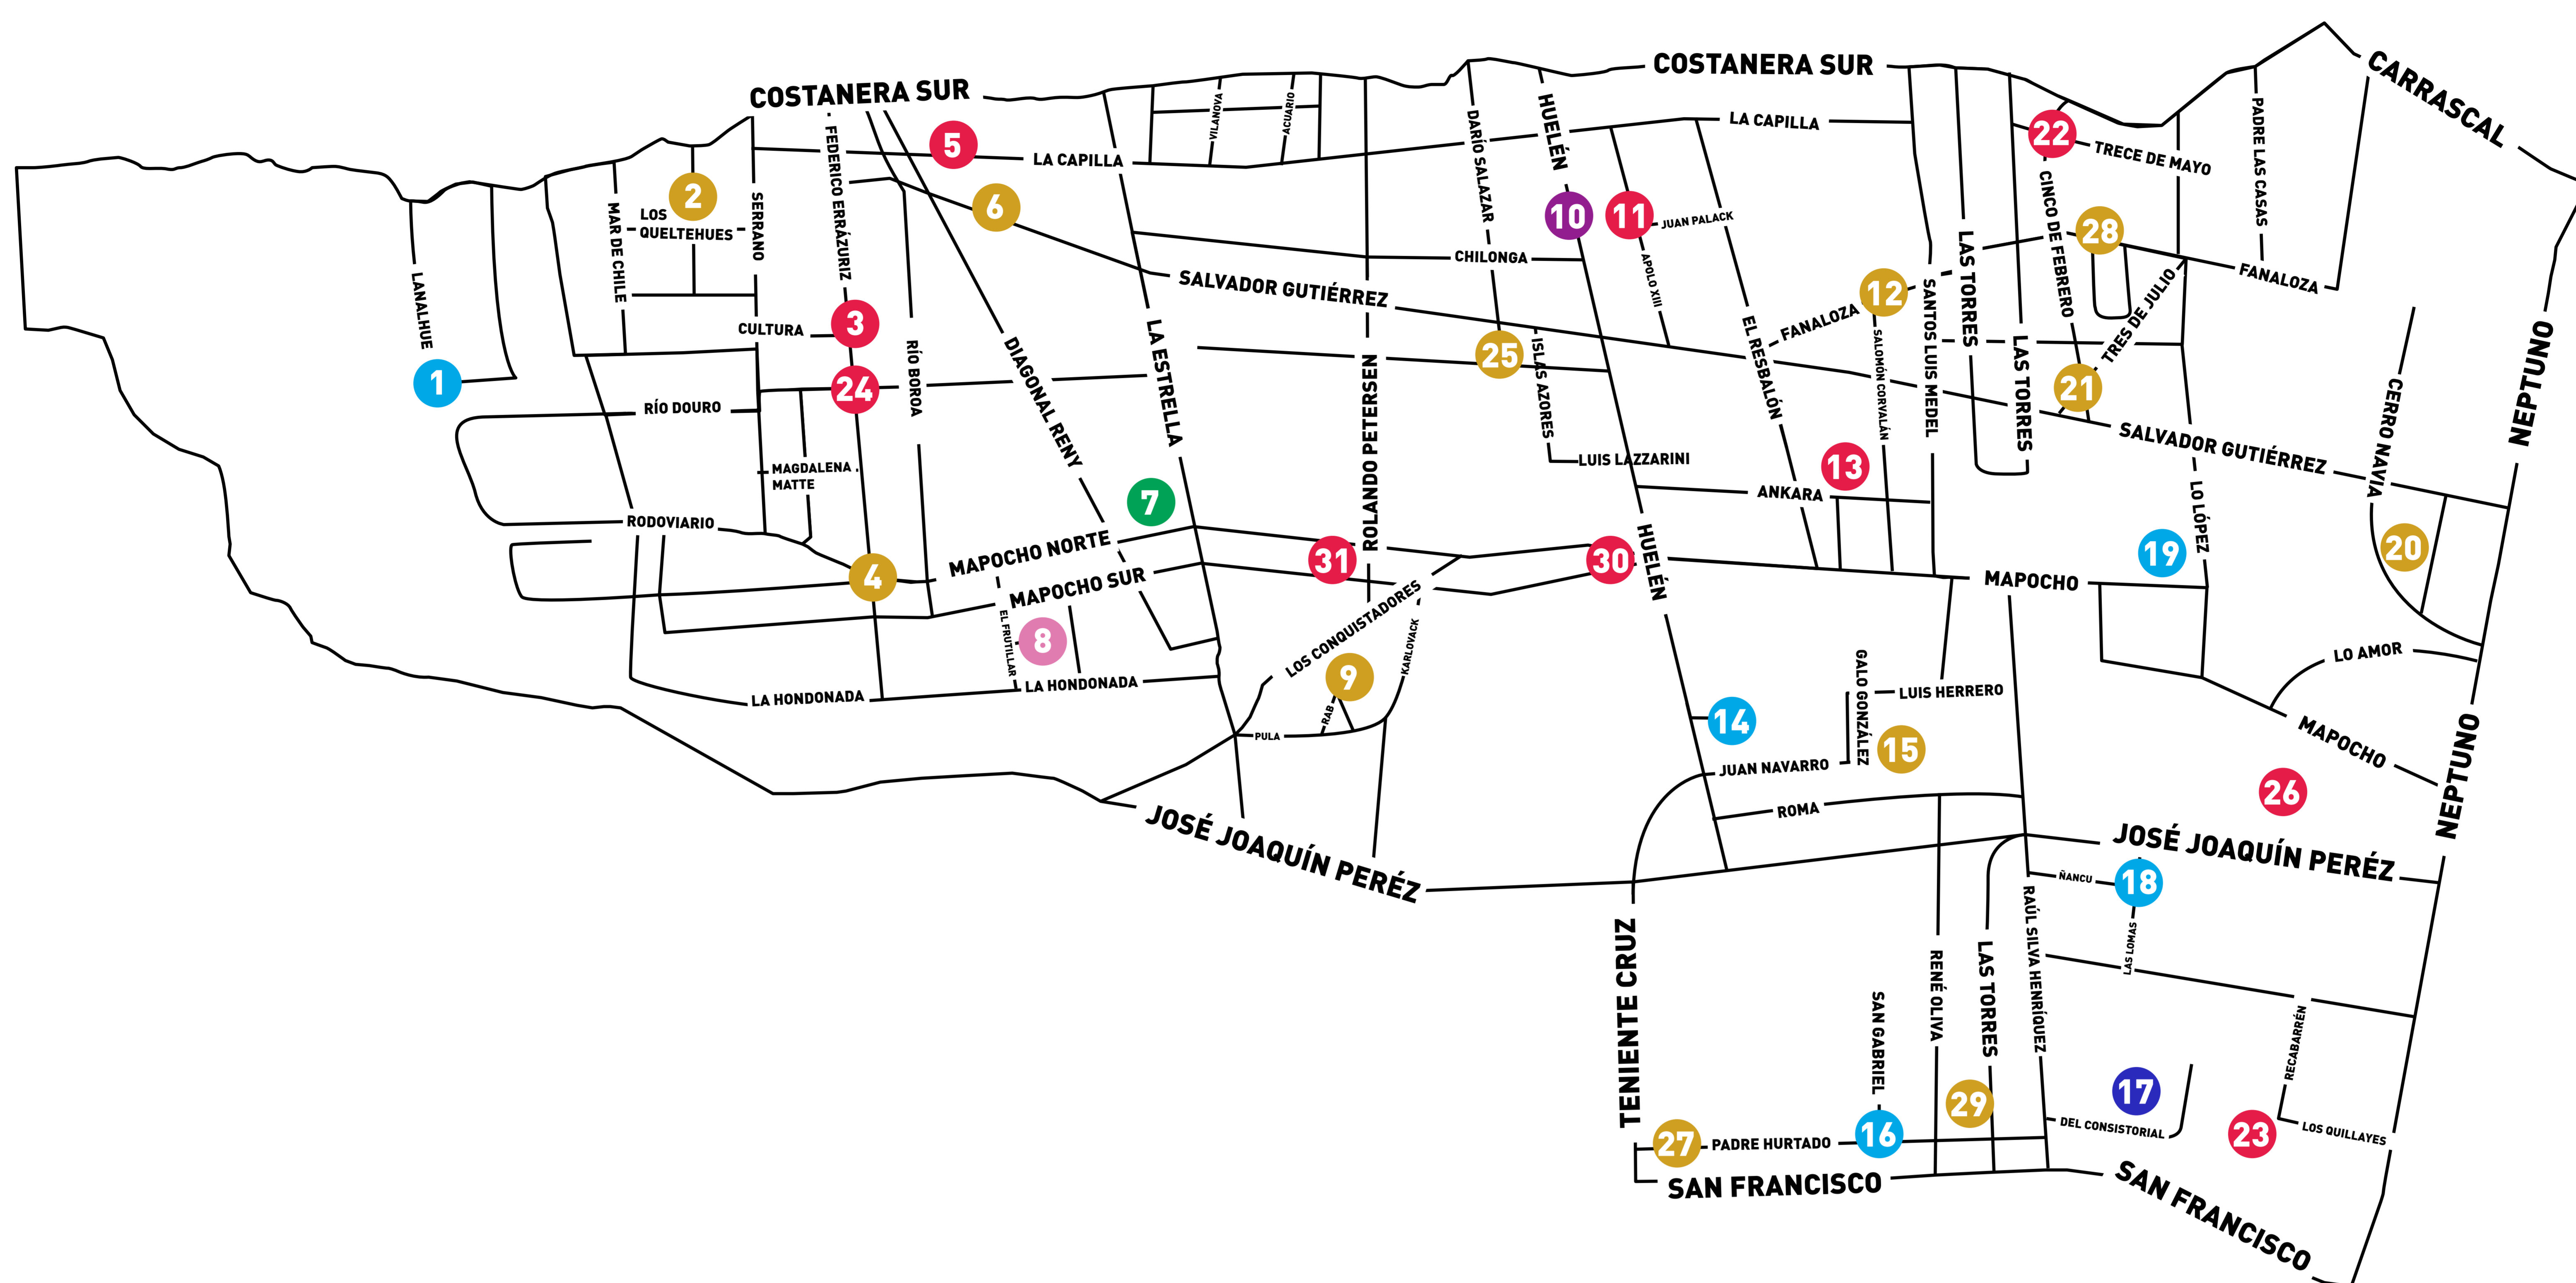 COSTANERA SUR
COSTANERA SUR
CARRASCAL
VILANOVA
ACUARIO
LA CAPILLA
22
TRECE DE MAYO
PADRE LAS CASAS
FEDERICO ERRÁZURIZ
5
LA CAPILLA
DARÍO SALAZAR
HUELÉN
2
LOS
QUELTEHUES
MAR DE CHILE
SERRANO
6
10
11
JUAN PALACK
CINCO DE FEBRERO
28
LANALHUE
CHILONGA
APOLO XIII
LAS TORRES
FANALOZA
SALVADOR GUTIÉRREZ
12
FANALOZA
SANTOS LUIS MEDEL
TRES DE JULIO
CULTURA
3
RÍO BOROA
DIAGONAL RENY
LA ESTRELLA
ROLANDO PETERSEN
25
ISLAS AZORES
EL RESBALÓN
SALOMÓN CORVALÁN
LAS TORRES
21
CERRO NAVIA
NEPTUNO
1
24
RÍO DOURO
SALVADOR GUTIÉRREZ
MAGDALENA
MATTE
LUIS LAZZARINI
13
ANKARA
LO LÓPEZ
7
RODOVIARIO
MAPOCHO NORTE
31
30
HUELÉN
19
20
4
MAPOCHO SUR
MAPOCHO
EL FRUTILLAR
8
LOS CONQUISTADORES
KARLOVACK
LO AMOR
LA HONDONADA
LA HONDONADA
9
RAB
PULA
GALO GONZÁLEZ
LUIS HERRERO
14
15
MAPOCHO
NEPTUNO
JUAN NAVARRO
ROMA
26
JOSÉ JOAQUÍN PERÉZ
JOSÉ JOAQUÍN PERÉZ
ÑANCU
18
LAS LOMAS
TENIENTE CRUZ
RENÉ OLIVA
LAS TORRES
RAÚL SILVA HENRÍQUEZ
SAN GABRIEL
RECABARRÉN
29
17
27
PADRE HURTADO
16
DEL CONSISTORIAL
23
LOS QUILLAYES
SAN FRANCISCO
SAN FRANCISCO